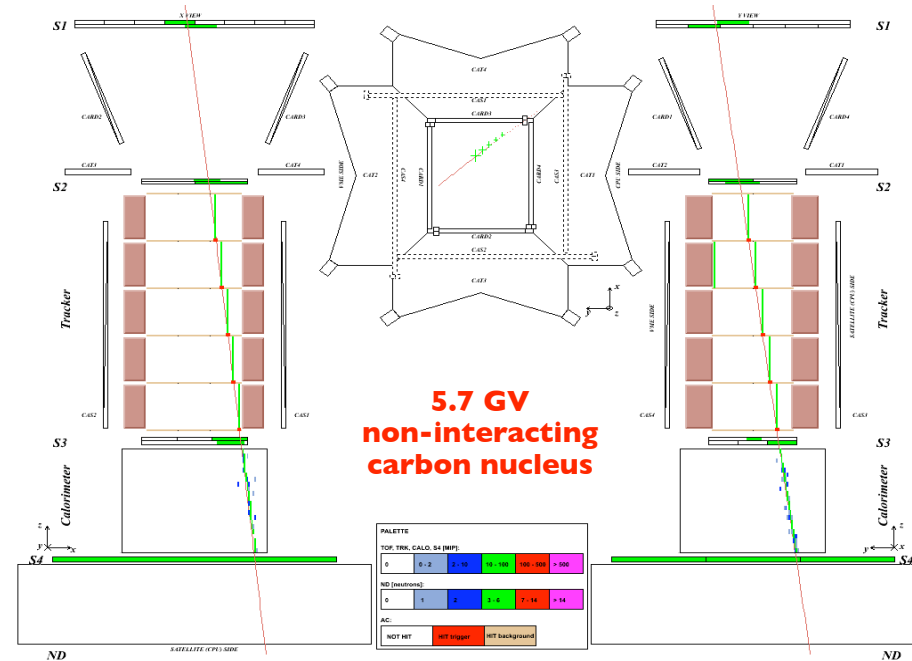 X VIEW
S1
CARD2
CARD3
CAT3
CAT4
S2
Tracker
CAS2
CAS1
S3
Calorimeter
z
y
x
S4
ND
SATELLITE (CPU) SIDE
CAT4
CAS1
CARD3
VME SIDE
CAT2
CAS4
CARD1
CARD4
CAS3
CAT1
CPU SIDE
CARD2
CAS2
CAT3
x
y
z
5.7 GV
non-interacting
carbon nucleus
PALETTE
TOF, TRK, CALO, S4 [MIP]:
0 0 - 2 2 - 10 10 - 100 100 - 500 > 500
ND [neutrons]:
0 1 2 3 - 6 7 - 14 > 14
AC:
NOT HIT HIT trigger HIT background
Y VIEW
S1
CARD1
CARD4
CAT2
CAT1
S2
VME SIDE
SATELLITE (CPU) SIDE
Tracker
CAS4
CAS3
S3
Calorimeter
z
x
y
S4
ND